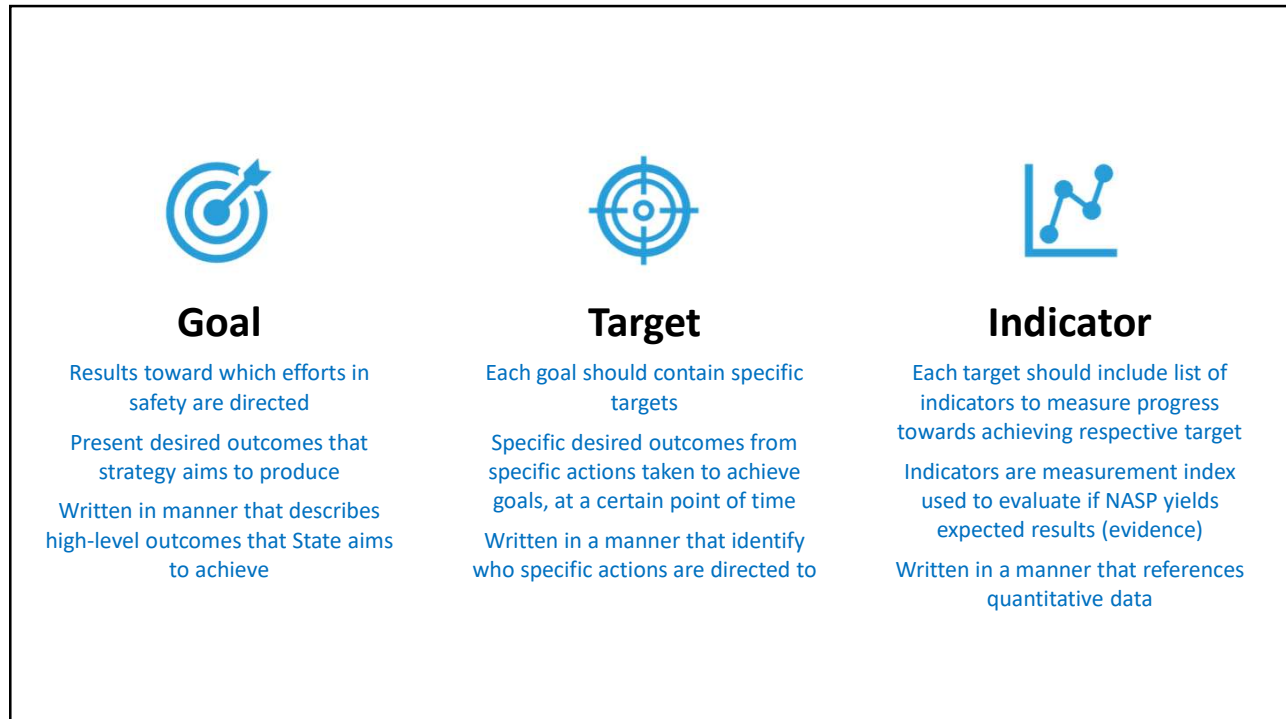 Goal
Results toward which efforts in
safety are directed
Present desired outcomes that
strategy aims to produce
Written in manner that describes
high-level outcomes that State aims
to achieve
Target
Each goal should contain specific
targets
Specific desired outcomes from
specific actions taken to achieve
goals, at a certain point of time
Written in a manner that identify
who specific actions are directed to
Indicator
Each target should include list of
indicators to measure progress
towards achieving respective target
Indicators are measurement index
used to evaluate if NASP yields
expected results (evidence)
Written in a manner that references
quantitative data